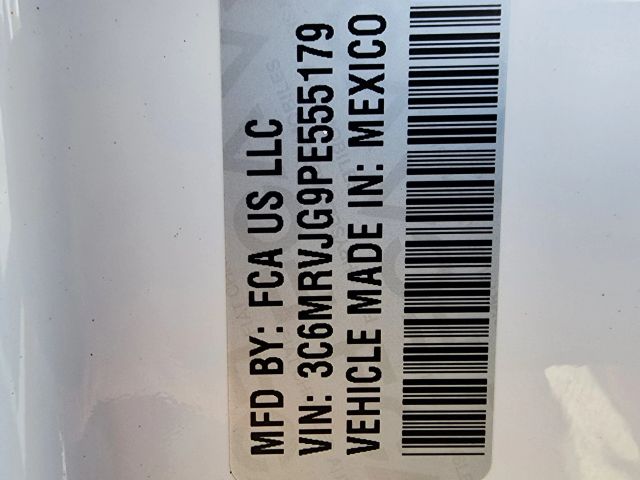 MFD BY: FCA US LLC
VIN: 3C6MRVJG9PE555179
VEHICLE MADE IN: MEXICO